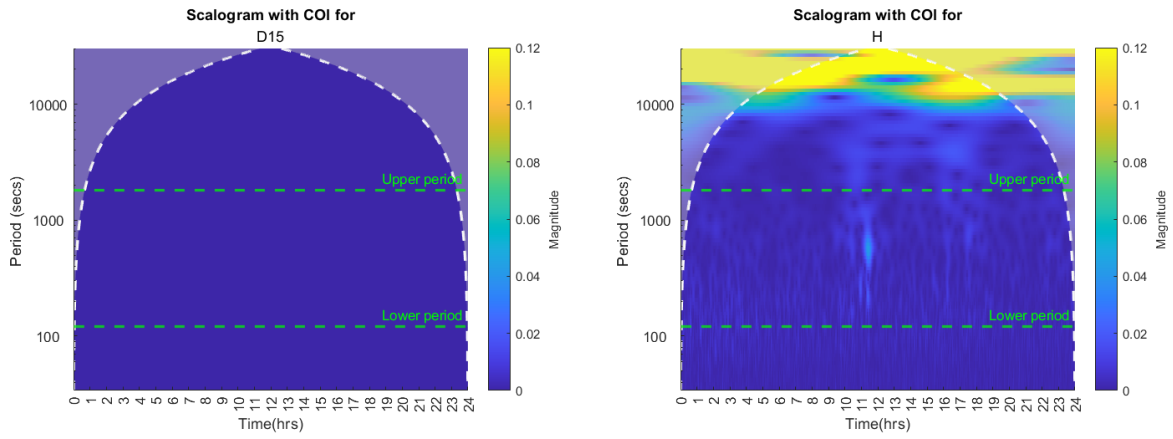 Scalogram with COI for
D15
Period (secs)
10000
1000
100
Upper period
Lower period
0 1 2 3 4 5 6 7 8 9 10 11 12 13 14 15 16 17 18 19 20 21 22 23 24
Time(hrs)
0.12
0.1
0.08
0.06
0.04
0.02
0
Magnitude
Scalogram with COI for
H
Period (secs)
10000
1000
100
Upper period
Lower period
0 1 2 3 4 5 6 7 8 9 10 11 12 13 14 15 16 17 18 19 20 21 22 23 24
Time(hrs)
0.12
0.1
0.08
0.06
0.04
0.02
0
Magnitude